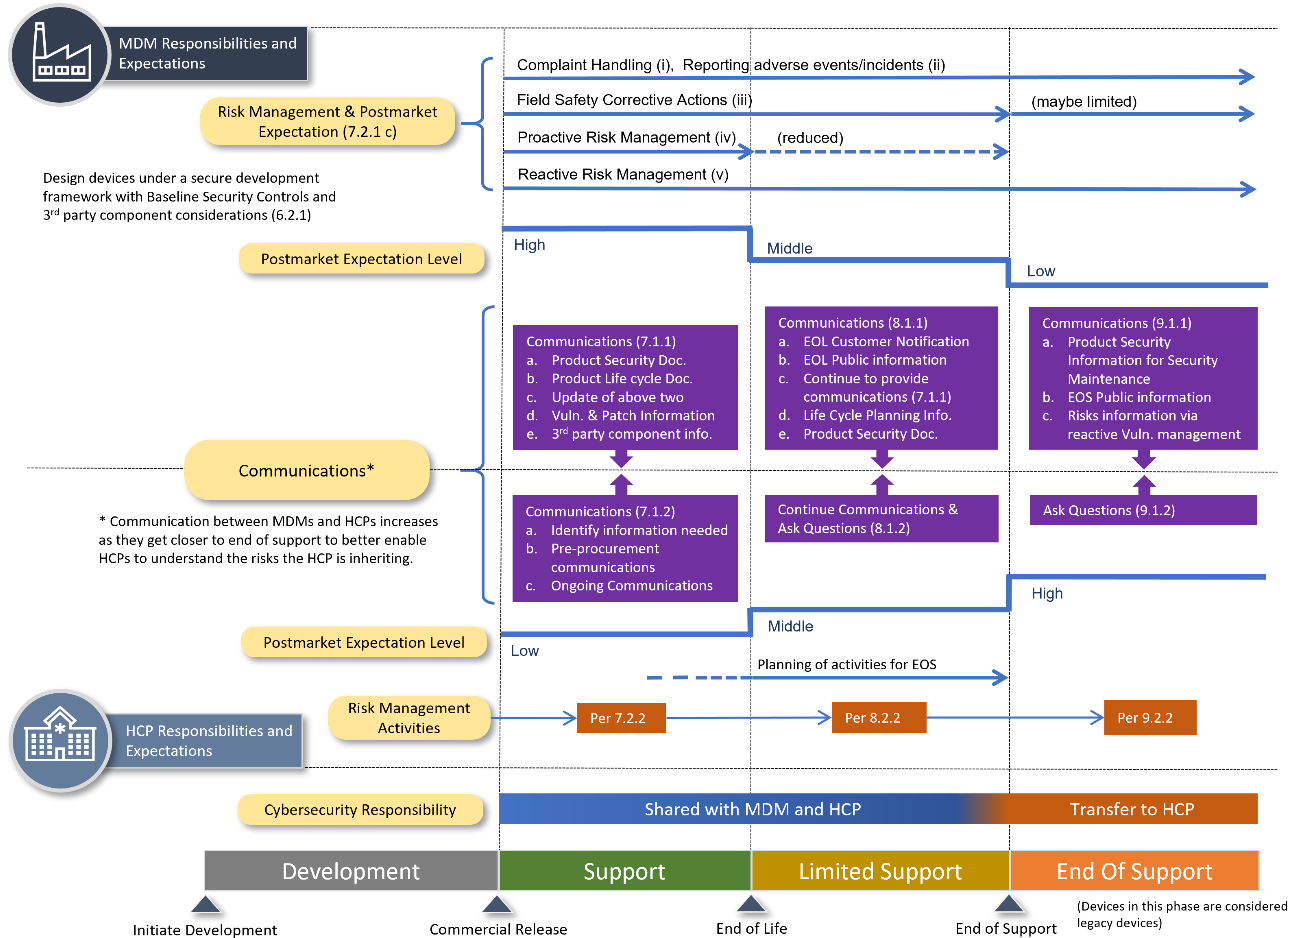 MDM Responsibilities and
Expectations
Risk Management & Postmarket
Expectation (7.2.1 c)
Complaint Handling (i), Reporting adverse events/incidents (ii)
Field Safety Corrective Actions (iii)
(maybe limited)
Proactive Risk Management (iv)
(reduced)
Reactive Risk Management (v)
Design devices under a secure development
framework with Baseline Security Controls and
3rd party component considerations (6.2.1)
Postmarket Expectation Level
High
Middle
Low
Communications (7.1.1)
a. Product Security Doc.
b. Product Life cycle Doc.
c. Update of above two
d. Vuln. & Patch Information
e. 3rd party component info.
Communications (8.1.1)
a. EOL Customer Notification
b. EOL Public information
c. Continue to provide
communications (7.1.1)
d. Life Cycle Planning Info.
e. Product Security Doc.
Communications (9.1.1)
a. Product Security
Information for Security
Maintenance
b. EOS Public information
c. Risks information via
reactive Vuln. management
Communications*
* Communication between MDMs and HCPs increases
as they get closer to end of support to better enable
HCPs to understand the risks the HCP is inheriting.
Communications (7.1.2)
a. Identify information needed
b. Pre-procurement
communications
c. Ongoing Communications
Continue Communications &
Ask Questions (8.1.2)
Ask Questions (9.1.2)
Postmarket Expectation Level
Low
Middle
High
Planning of activities for EOS
Risk Management
Activities
Per 7.2.2
Per 8.2.2
Per 9.2.2
HCP Responsibilities and
Expectations
Cybersecurity Responsibility
Shared with MDM and HCP
Transfer to HCP
Development
Support
Limited Support
End Of Support
Initiate Development
Commercial Release
End of Life
End of Support
(Devices in this phase are considered
legacy devices)